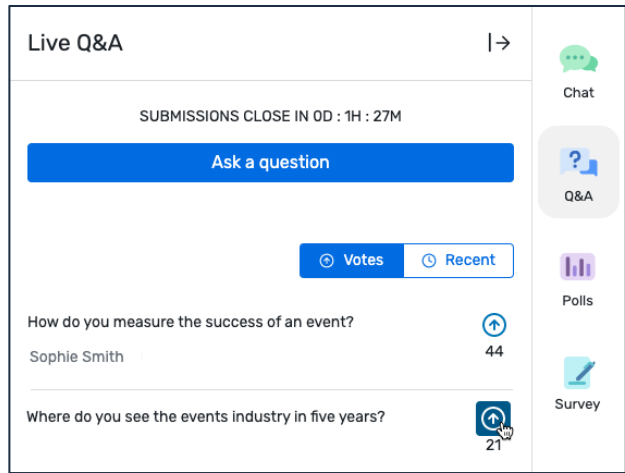 Live Q&A
SUBMISSIONS CLOSE IN 0D : 1H : 27M
Ask a question
Votes
Recent
How do you measure the success of an event?
Sophie Smith
44
Where do you see the events industry in five years?
21
Chat
?
Q&A
Polls
Survey